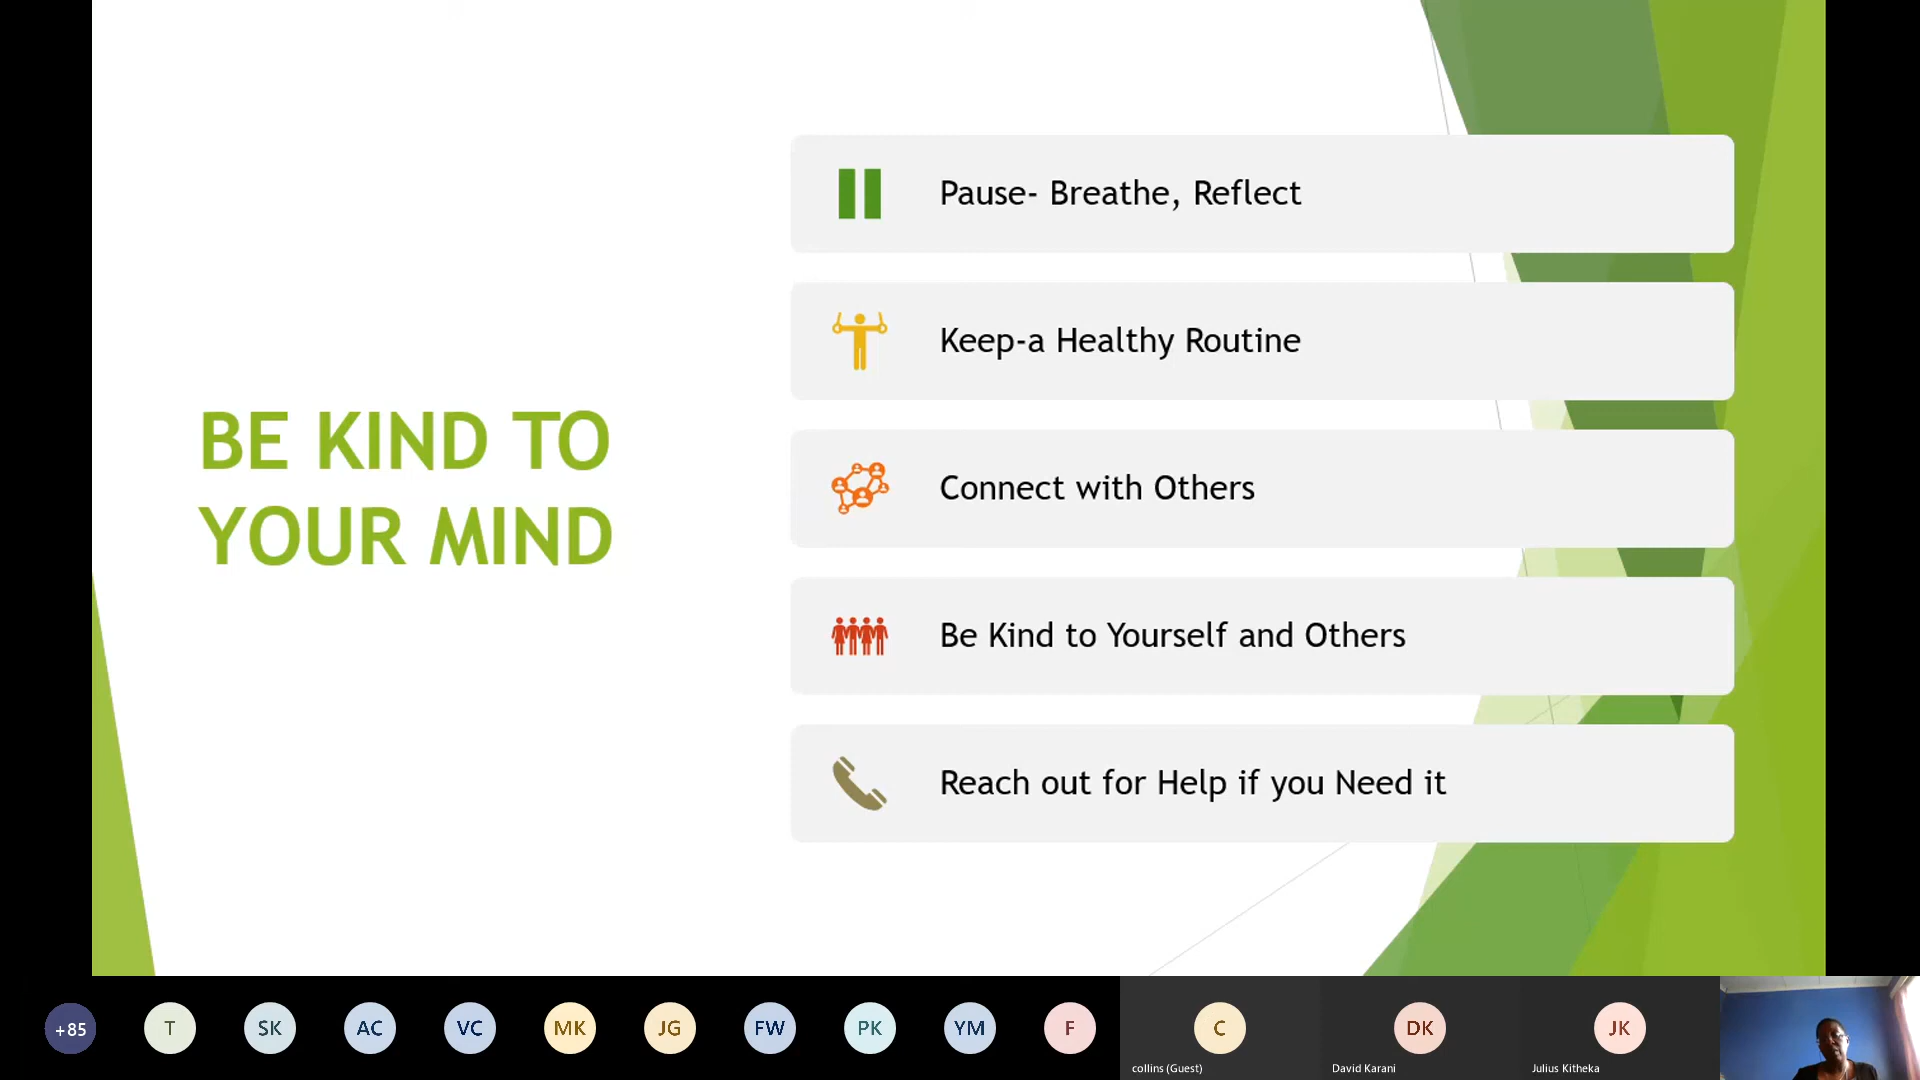 BE KIND TO
YOUR MIND
Pause- Breathe, Reflect
Keep-a Healthy Routine
Connect with Others
Be Kind to Yourself and Others
Reach out for Help if you Need it
+85
T
SK
AC
VC
MK
JG
FW
PK
YM
F
C
collins (Guest)
DK
David Karani
JK
Julius Kitheka